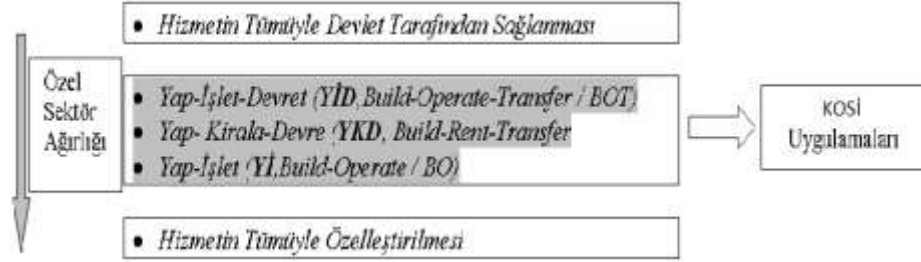 • Hizmetin Tümüyle Devlet Tarafından Sağlanması
Özel
Sektör
Ağırlığı
• Yap-İşlet-Devret (YİD,Build-Operate-Transfer / BOT)
• Yap- Kirala-Devre (YKD, Build-Rent-Transfer
• Yap-İşlet (Yİ,Build-Operate / BO)
KOSİ
Uygulamaları
• Hizmetin Tümüyle Özelleştirilmesi